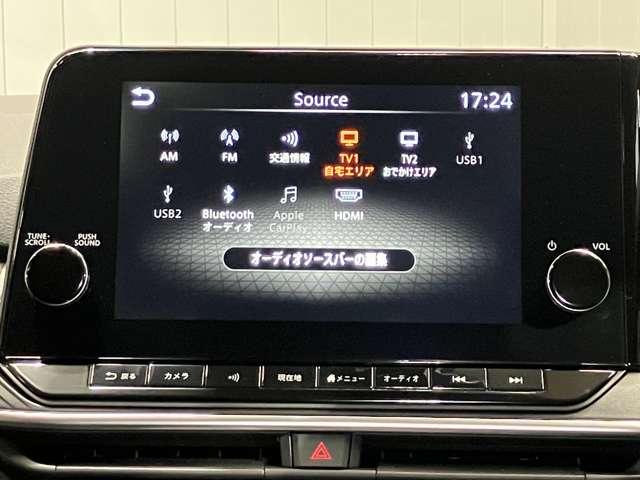 Source
17:24
AM
FM
交通情報
TV1
自宅エリア
TV2
おでかけエリア
USB1
USB2
Bluetooth
オーディオ
Apple
CarPlay
HDMI
オーディオソースバーの編集
TUNE・
SCROLL
PUSH
SOUND
VOL
戻る
カメラ
現在地
メニュー
オーディオ